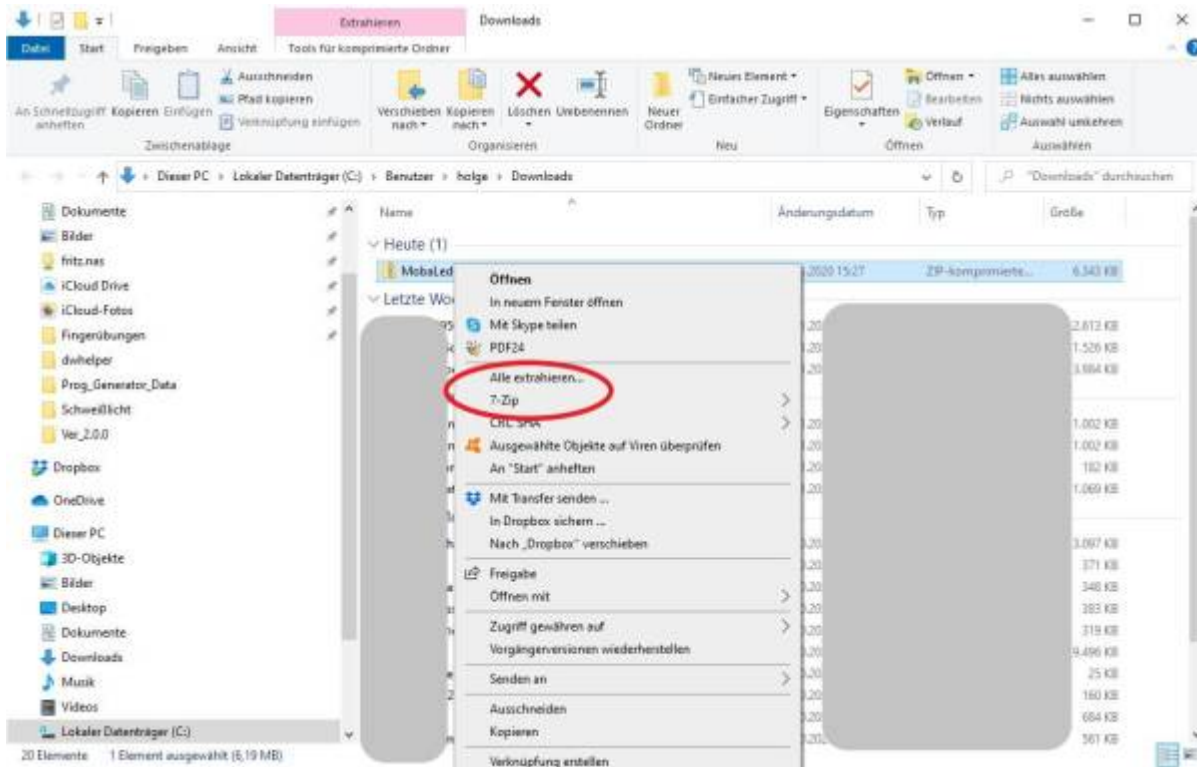 Extrahieren Downloads
Datei Start Freigeben Ansicht Tools für komprimierte Ordner
An Schnellzugriff anheften
Kopieren
Einfügen
Ausschneiden
Pfad kopieren
Verknüpfung einfügen
Zwischenablage
Verschieben nach
Kopieren nach
Löschen
Umbenennen
Organisieren
Neuer Ordner
Neues Element
Einfacher Zugriff
Neu
Eigenschaften
Öffnen
Bearbeiten
Verlauf
Öffnen
Alles auswählen
Nichts auswählen
Auswahl umkehren
Auswählen
Dieser PC › Lokaler Datenträger (C:) › Benutzer › holge › Downloads
"Downloads" durchsuchen
Dokumente
Bilder
fritz.nas
iCloud Drive
iCloud-Fotos
Fingerübungen
dwhelper
Prog_Generator_Data
Schweißlicht
Ver_2.0.0
Dropbox
OneDrive
Dieser PC
3D-Objekte
Bilder
Desktop
Dokumente
Downloads
Musik
Videos
Lokaler Datenträger (C:)
Name Änderungsdatum Typ Größe
Heute (1)
MobaLed .2020 15:27 ZIP-komprimierte... 6.343 KB
Letzte Wo
Öffnen
In neuem Fenster öffnen
Mit Skype teilen
PDF24
Alle extrahieren...
7-Zip
CRC SHA
Ausgewählte Objekte auf Viren überprüfen
An "Start" anheften
Mit Transfer senden ...
In Dropbox sichern ...
Nach „Dropbox" verschieben
Freigabe
Öffnen mit
Zugriff gewähren auf
Vorgängerversionen wiederherstellen
Senden an
Ausschneiden
Kopieren
Verknüpfung erstellen
2.612 KB
1.526 KB
3.984 KB
1.002 KB
1.002 KB
182 KB
1.069 KB
3.097 KB
371 KB
348 KB
383 KB
319 KB
9.496 KB
25 KB
160 KB
684 KB
561 KB
20 Elemente 1 Element ausgewählt (6,19 MB)